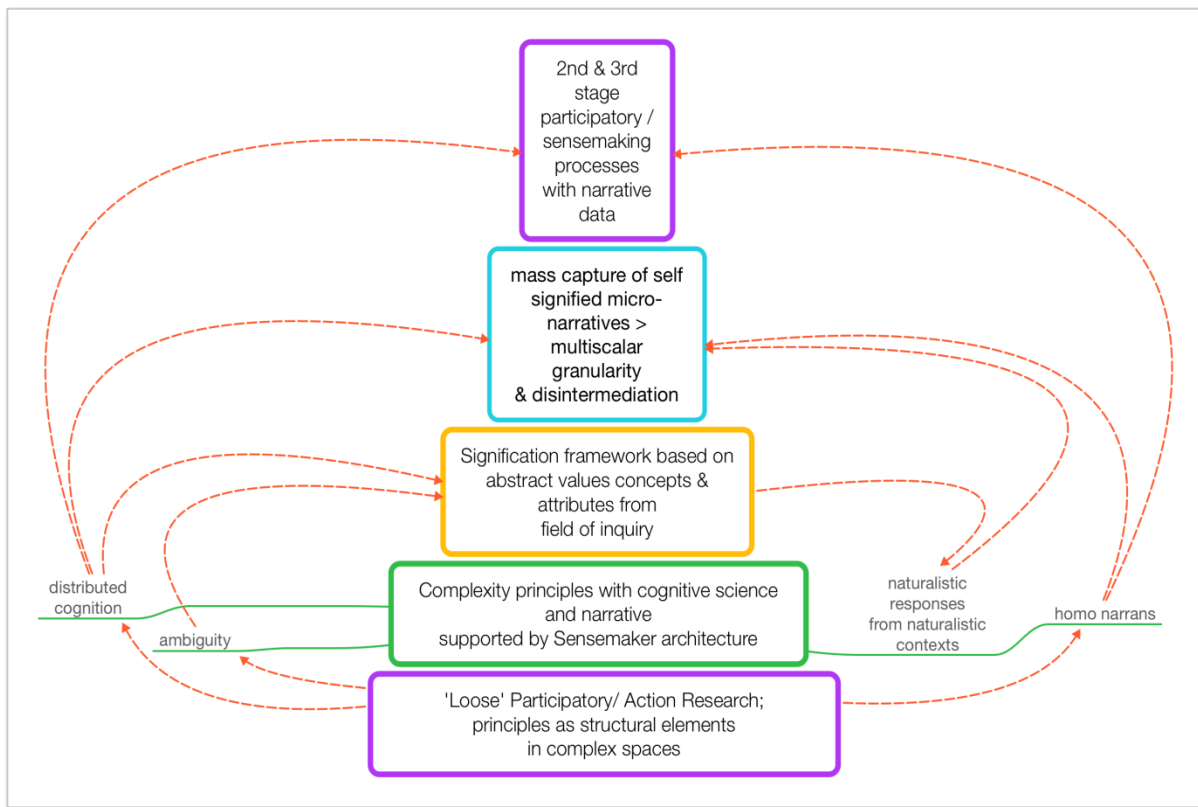 2nd & 3rd
stage
participatory /
sensemaking
processes
with narrative
data
mass capture of self
signified micro-
narratives >
multiscalar
granularity
& disintermediation
Signification framework based on
abstract values concepts &
attributes from
field of inquiry
distributed
cognition
ambiguity
Complexity principles with cognitive science
and narrative
supported by Sensemaker architecture
naturalistic
responses
from naturalistic
contexts
homo narrans
'Loose' Participatory/ Action Research;
principles as structural elements
in complex spaces